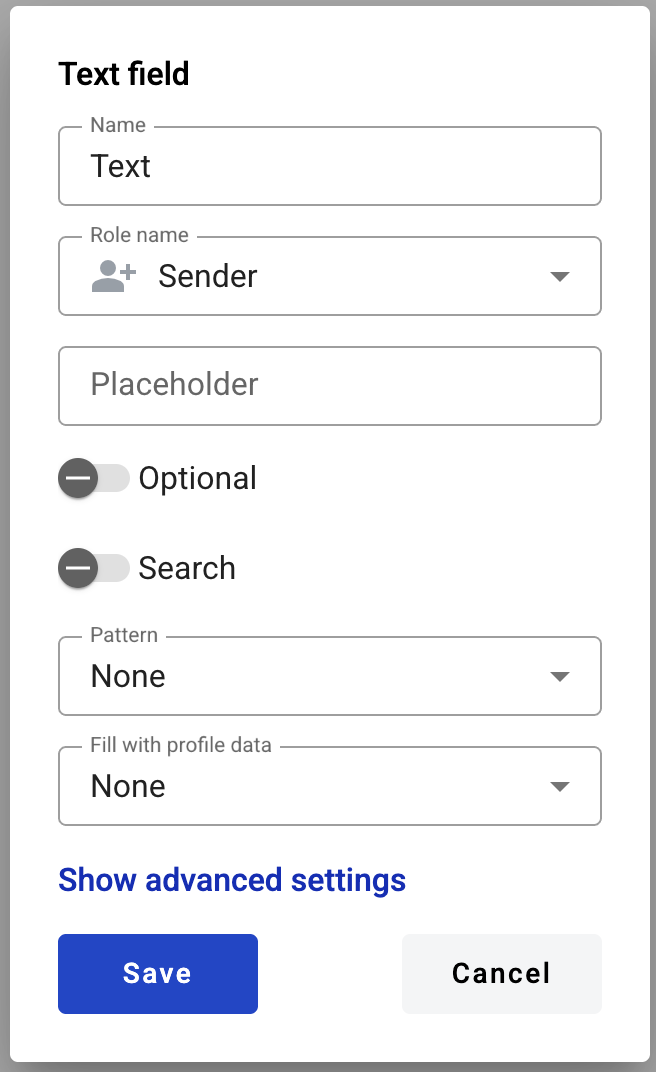 Text field
Name
Text
Role name
Sender
Placeholder
Optional
Search
Pattern
None
Fill with profile data
None
Show advanced settings
Save
Cancel